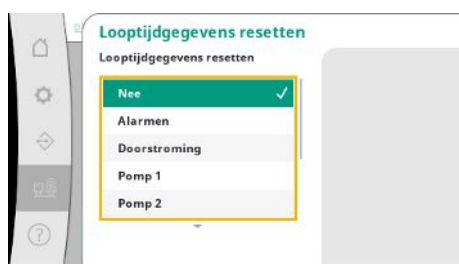 Looptijdgegevens resetten
Looptijdgegevens resetten
Nee
Alarmen
Doorstroming
Pomp 1
Pomp 2
?